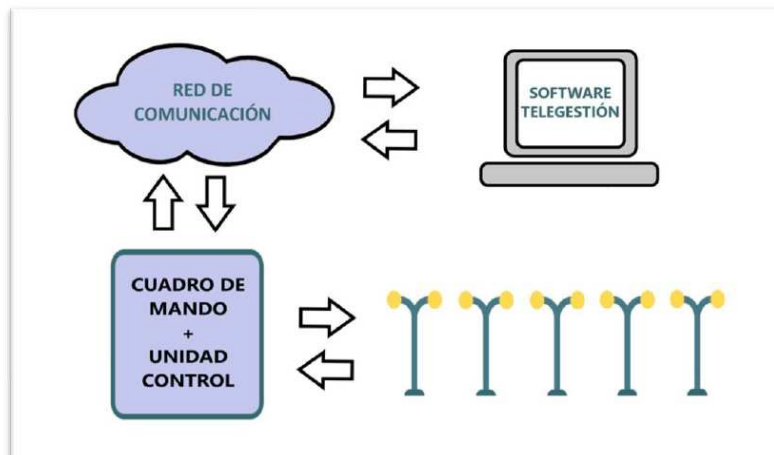 RED DE
COMUNICACIÓN
SOFTWARE
TELEGESTIÓN
CUADRO DE
MANDO
+
UNIDAD
CONTROL